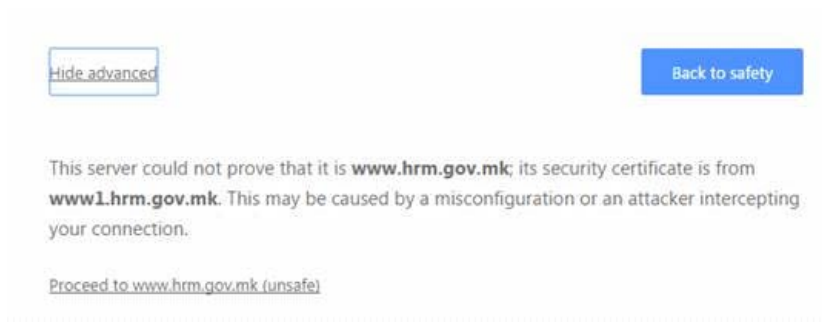 Hide advanced
Back to safety
This server could not prove that it is www.hrm.gov.mk; its security certificate is from
www1.hrm.gov.mk. This may be caused by a misconfiguration or an attacker intercepting
your connection.
Proceed to www.hrm.gov.mk (unsafe)